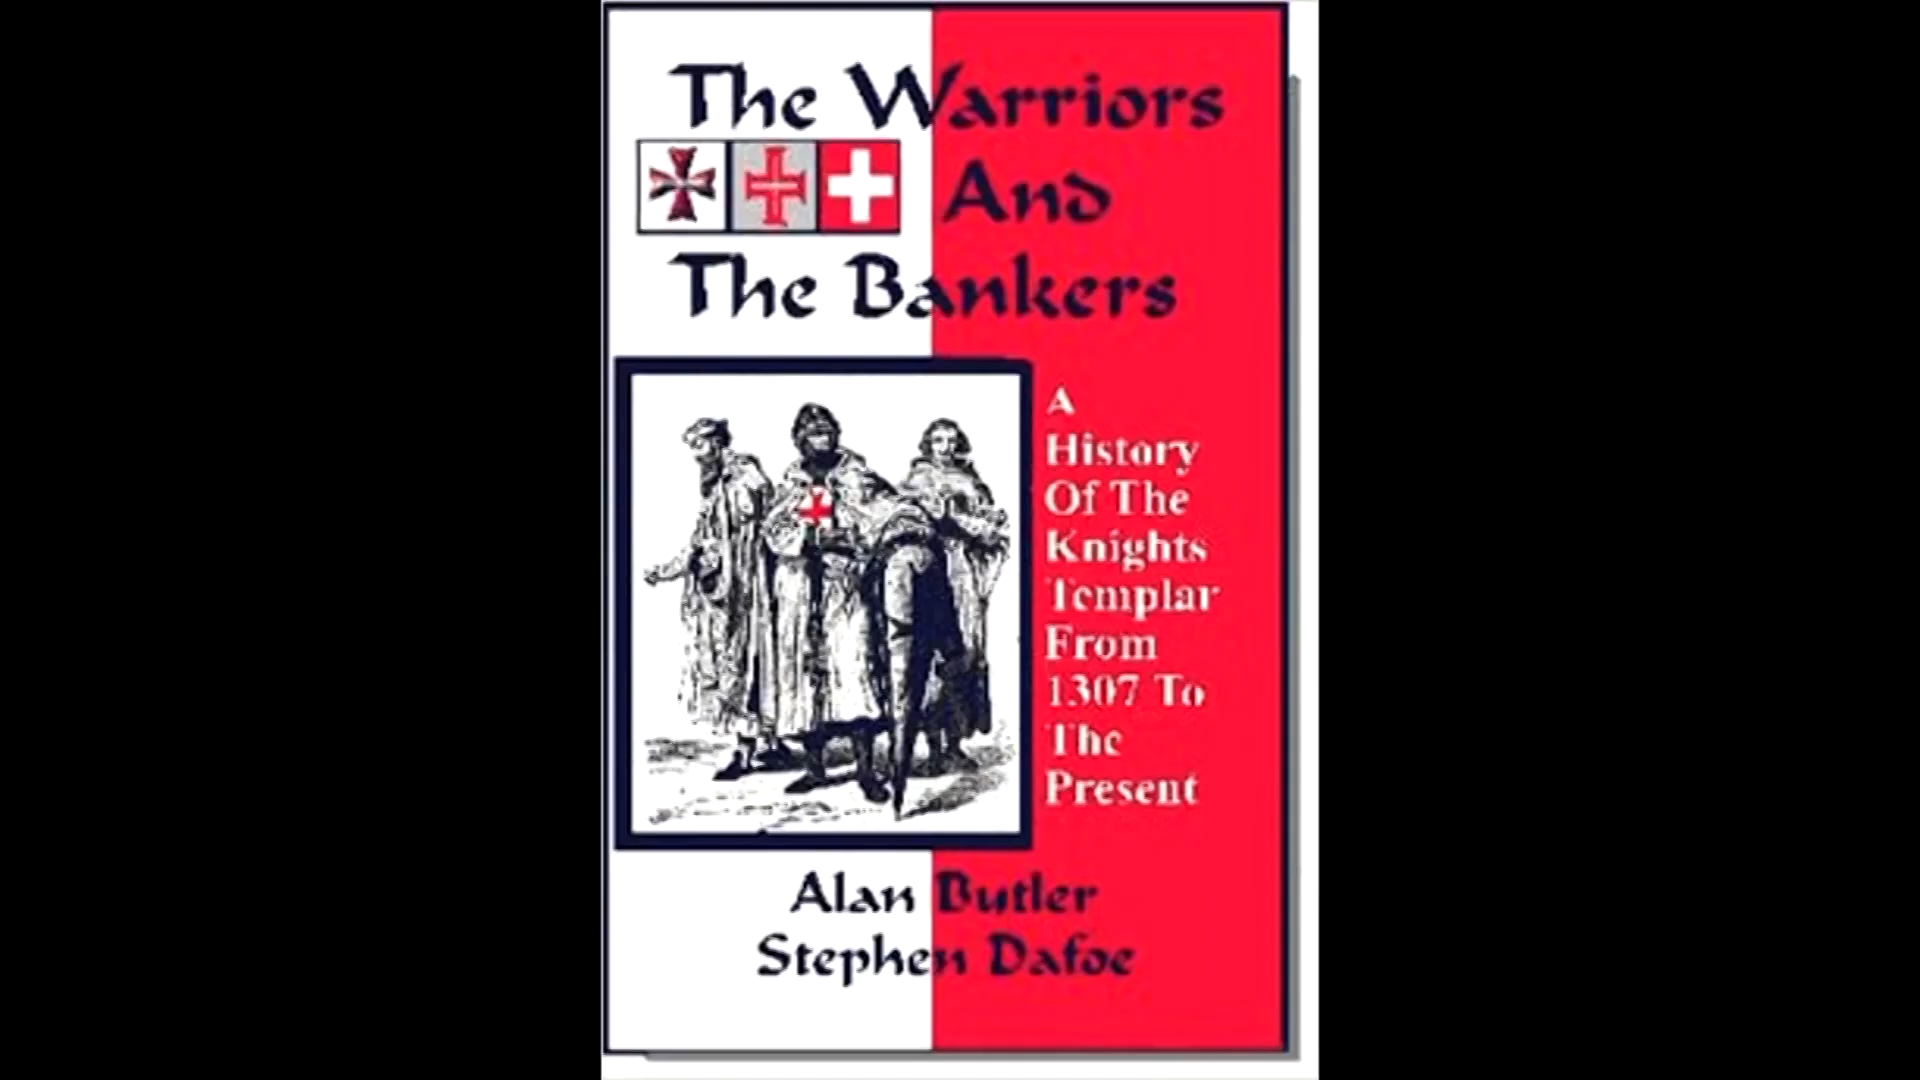 The Warriors
And
The Bankers
A
History
Of The
Knights
Templar
From
1307 To
The
Present
Alan Butler
Stephen Dafoe